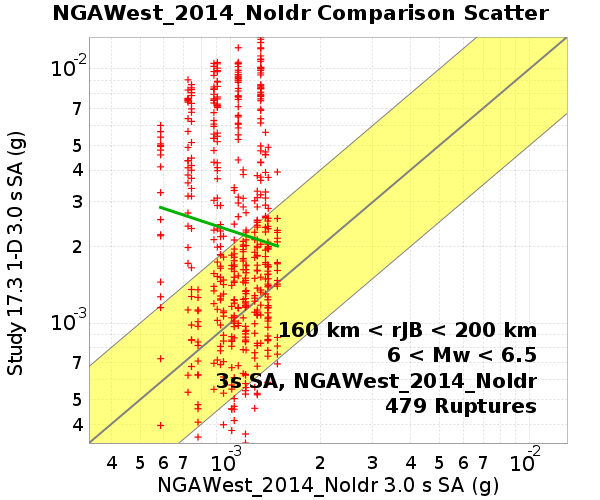 NGAWest_2014_NoIdr Comparison Scatter
Study 17.3 1-D 3.0 s SA (g)
10-2
7
5
4
3
2
10-3
7
5
4
160 km < rJB < 200 km
6 < Mw < 6.5
3s SA, NGAWest_2014_NoIdr
479 Ruptures
4 5 6 7 10-3 2 3 4 5 6 7 10-2
NGAWest_2014_NoIdr 3.0 s SA (g)